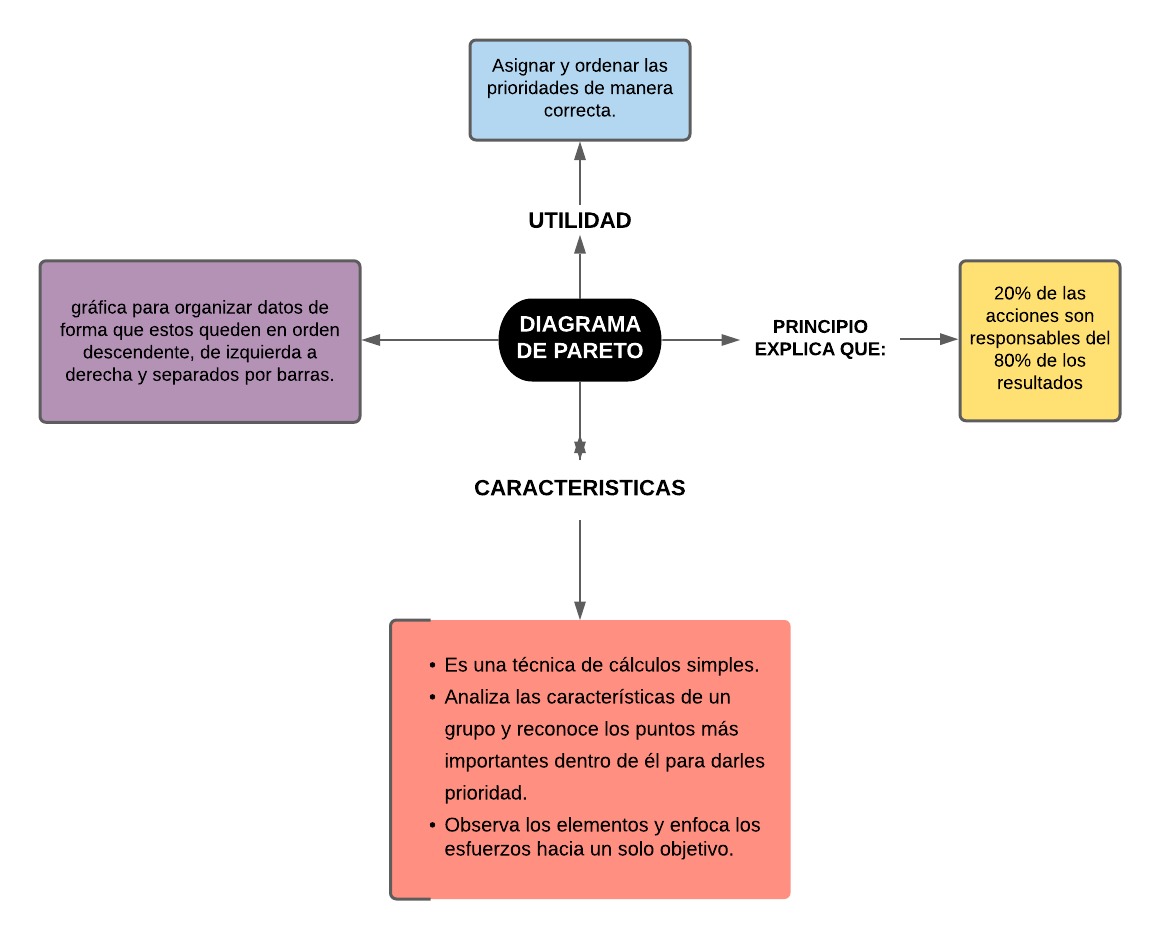 Asignar y ordenar las
prioridades de manera
correcta.
UTILIDAD
gráfica para organizar datos de
forma que estos queden en orden
descendente, de izquierda a
derecha y separados por barras.
DIAGRAMA
DE PARETO
PRINCIPIO
EXPLICA QUE:
20% de las
acciones son
responsables del
80% de los
resultados
CARACTERISTICAS
• Es una técnica de cálculos simples.
• Analiza las característísticas de un
grupo y reconoce los puntos más
importantes dentro de él para darles
prioridad.
• Observa los elementos y enfoca los
esfuerzos hacia un solo objetivo.